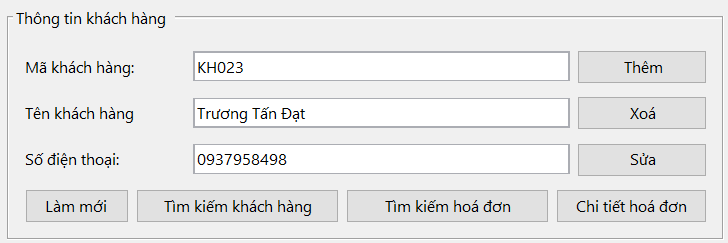 Thông tin khách hàng
Mã khách hàng: KH023 Thêm
Tên khách hàng Trương Tấn Đạt Xoá
Số điện thoại: 0937958498 Sửa
Làm mới Tìm kiếm khách hàng Tìm kiếm hoá đơn Chi tiết hoá đơn